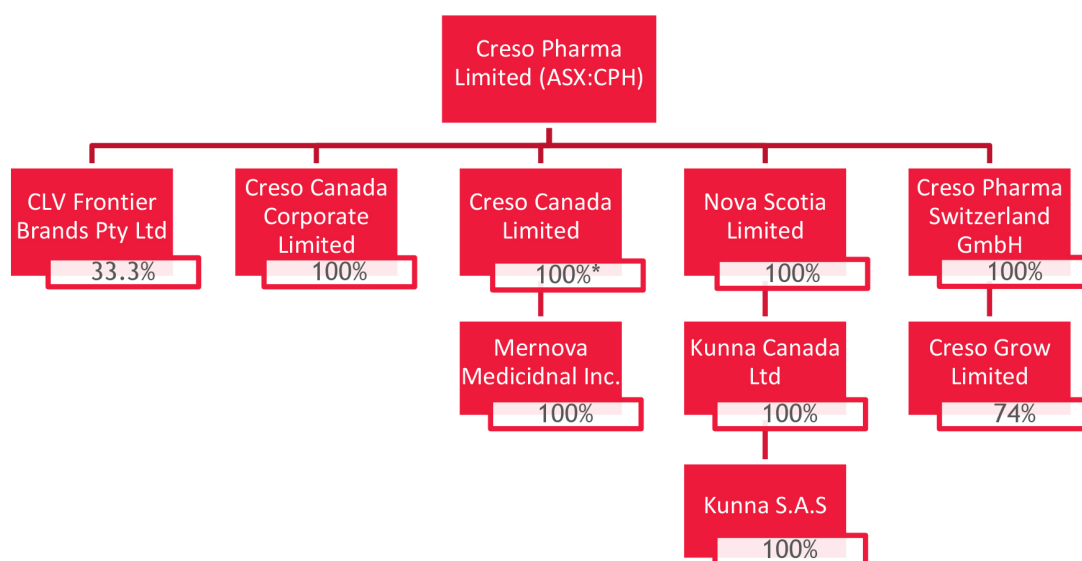 Creso Pharma
Limited (ASX:CPH)
CLV Frontier
Brands Pty Ltd
33.3%
Creso Canada
Corporate
Limited
100%
Creso Canada
Limited
100%*
Nova Scotia
Limited
100%
Creso Pharma
Switzerland
GmbH
100%
Mernova
Medicidnal Inc.
100%
Kunna Canada
Ltd
100%
Creso Grow
Limited
74%
Kunna S.A.S
100%